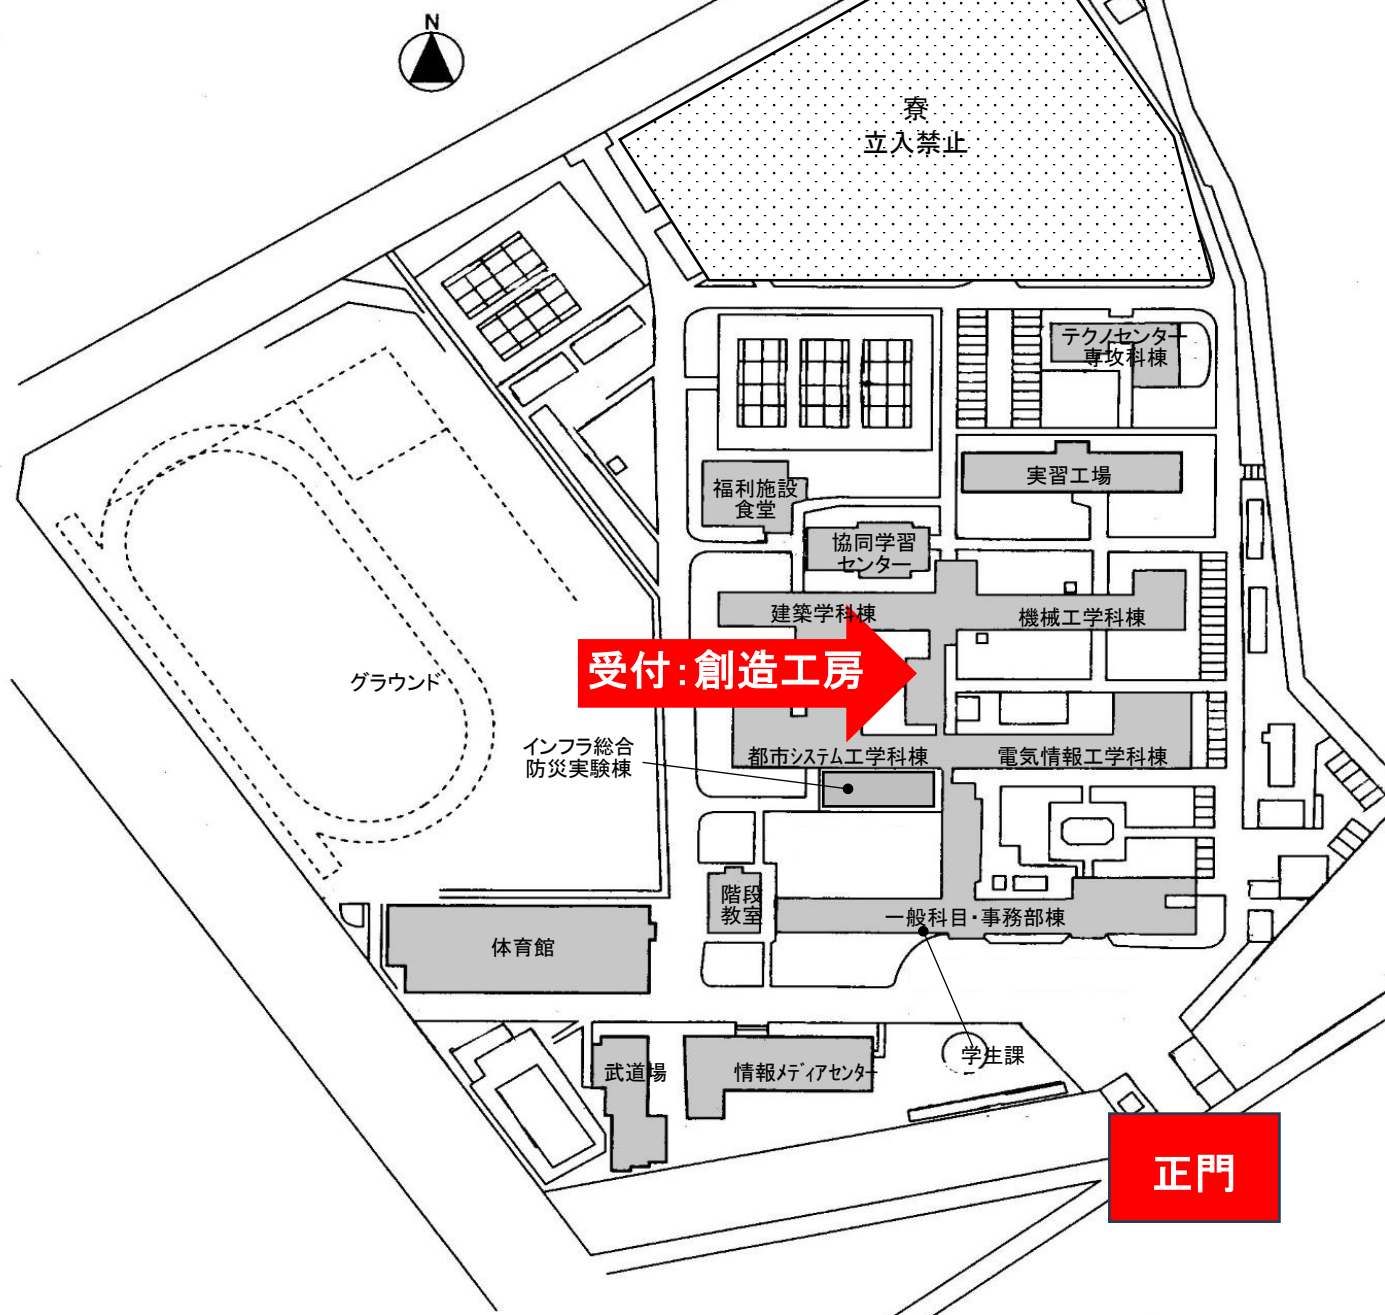 N
寮
立入禁止
テクノセンター
専攻科棟
実習工場
福利施設
食堂
協同学習
センター
建築学科棟
機械工学科棟
受付：創造工房
グラウンド
インフラ総合
防災実験棟
都市システム工学科棟
電気情報工学科棟
階段
教室
一般科目・事務部棟
体育館
学生課
武道場
情報メディアセンター
正門